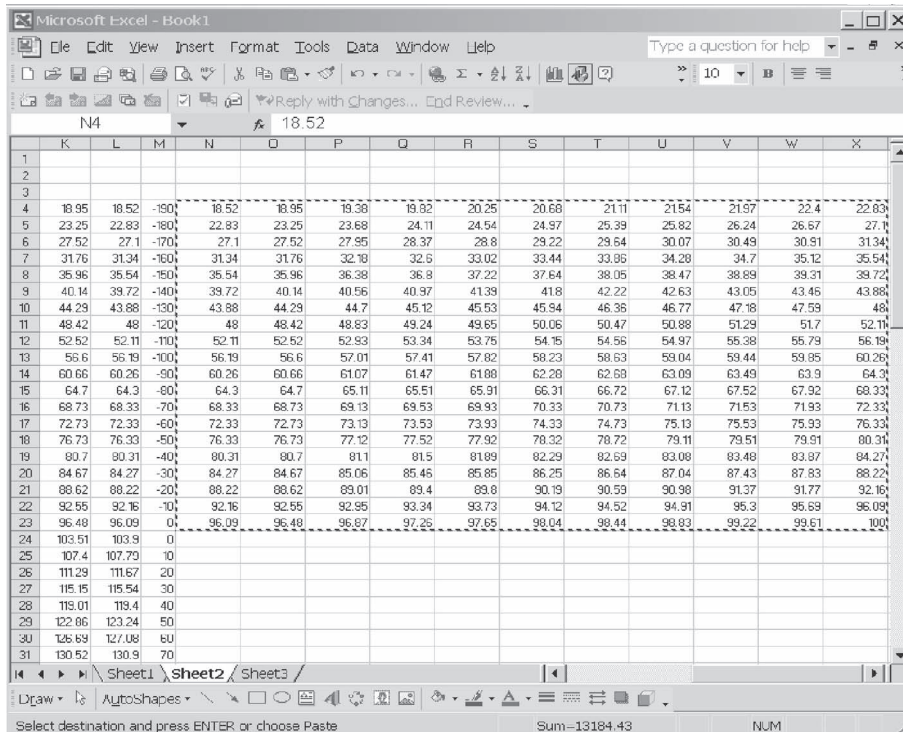 Microsoft Excel - Book1
File Edit View Insert Format Tools Data Window Help Type a question for help
10 B
Reply with Changes... End Review...
N4 fx 18.52
K L M N O P Q R S T U V W X
1
2
3
4 18.95 18.52 -190 18.52 18.95 19.38 19.82 20.25 20.68 21.11 21.54 21.97 22.4 22.83
5 23.25 22.83 -180 22.83 23.25 23.68 24.11 24.54 24.97 25.39 25.82 26.24 26.67 27.1
6 27.52 27.1 -170 27.1 27.52 27.95 28.37 28.8 29.22 29.64 30.07 30.49 30.91 31.34
7 31.76 31.34 -160 31.34 31.76 32.18 32.6 33.02 33.44 33.86 34.28 34.7 35.12 35.54
8 35.96 35.54 -150 35.54 35.96 36.38 36.8 37.22 37.64 38.05 38.47 38.89 39.31 39.72
9 40.14 39.72 -140 39.72 40.14 40.56 40.97 41.39 41.8 42.22 42.63 43.05 43.46 43.88
10 44.29 43.88 -130 43.88 44.29 44.7 45.12 45.53 45.94 46.36 46.77 47.18 47.59 48
11 48.42 48 -120 48 48.42 48.83 49.24 49.65 50.06 50.47 50.88 51.29 51.7 52.11
12 52.52 52.11 -110 52.11 52.52 52.93 53.34 53.75 54.15 54.56 54.97 55.38 55.79 56.19
13 56.6 56.19 -100 56.19 56.6 57.01 57.41 57.82 58.23 58.63 59.04 59.44 59.85 60.26
14 60.66 60.26 -90 60.26 60.66 61.07 61.47 61.88 62.28 62.68 63.09 63.49 63.9 64.3
15 64.7 64.3 -80 64.3 64.7 65.11 65.51 65.91 66.31 66.72 67.12 67.52 67.92 68.33
16 68.73 68.33 -70 68.33 68.73 69.13 69.53 69.93 70.33 70.73 71.13 71.53 71.93 72.33
17 72.73 72.33 -60 72.33 72.73 73.13 73.53 73.93 74.33 74.73 75.13 75.53 75.93 76.33
18 76.73 76.33 -50 76.33 76.73 77.12 77.52 77.92 78.32 78.72 79.11 79.51 79.91 80.31
19 80.7 80.31 -40 80.31 80.7 81.1 81.5 81.89 82.29 82.69 83.08 83.48 83.87 84.27
20 84.67 84.27 -30 84.27 84.67 85.06 85.46 85.85 86.25 86.64 87.04 87.43 87.83 88.22
21 88.62 88.22 -20 88.22 88.62 89.01 89.4 89.8 90.19 90.59 90.98 91.37 91.77 92.16
22 92.55 92.16 -10 92.16 92.55 92.95 93.34 93.73 94.12 94.52 94.91 95.3 95.69 96.09
23 96.48 96.09 0 96.09 96.48 96.87 97.26 97.65 98.04 98.44 98.83 99.22 99.61 100
24 103.51 103.9 0
25 107.4 107.79 10
26 111.29 111.67 20
27 115.15 115.54 30
28 119.01 119.4 40
29 122.86 123.24 50
30 126.69 127.08 60
31 130.52 130.9 70
Sheet1 Sheet2 Sheet3
Draw AutoShapes
Select destination and press ENTER or choose Paste Sum=13184.43 NUM